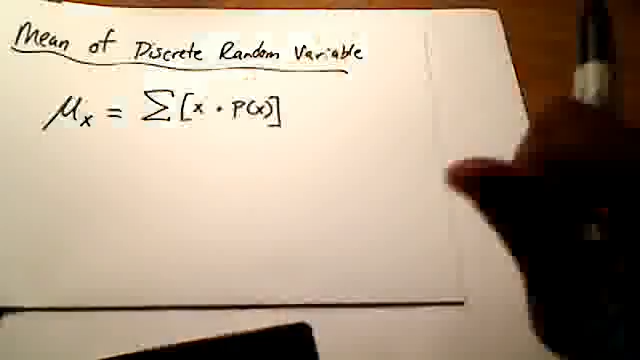 Mean of Discrete Random Variable
μₓ = Σ [x · P(x)]